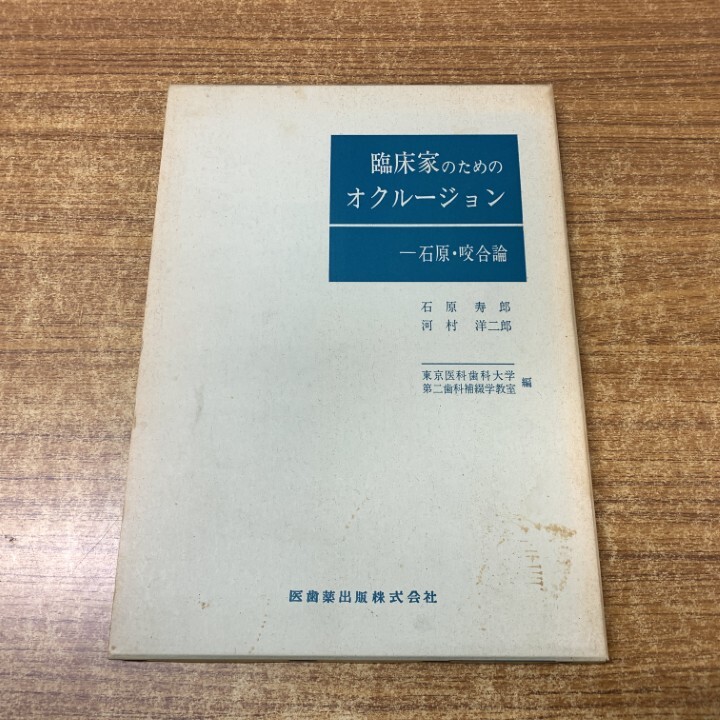 臨床家のための
オクルージョン
—石原・咬合論
石原 寿郎
河村 洋二郎
東京医科歯科大学
第二歯科補綴学教室 編
医歯薬出版株式会社